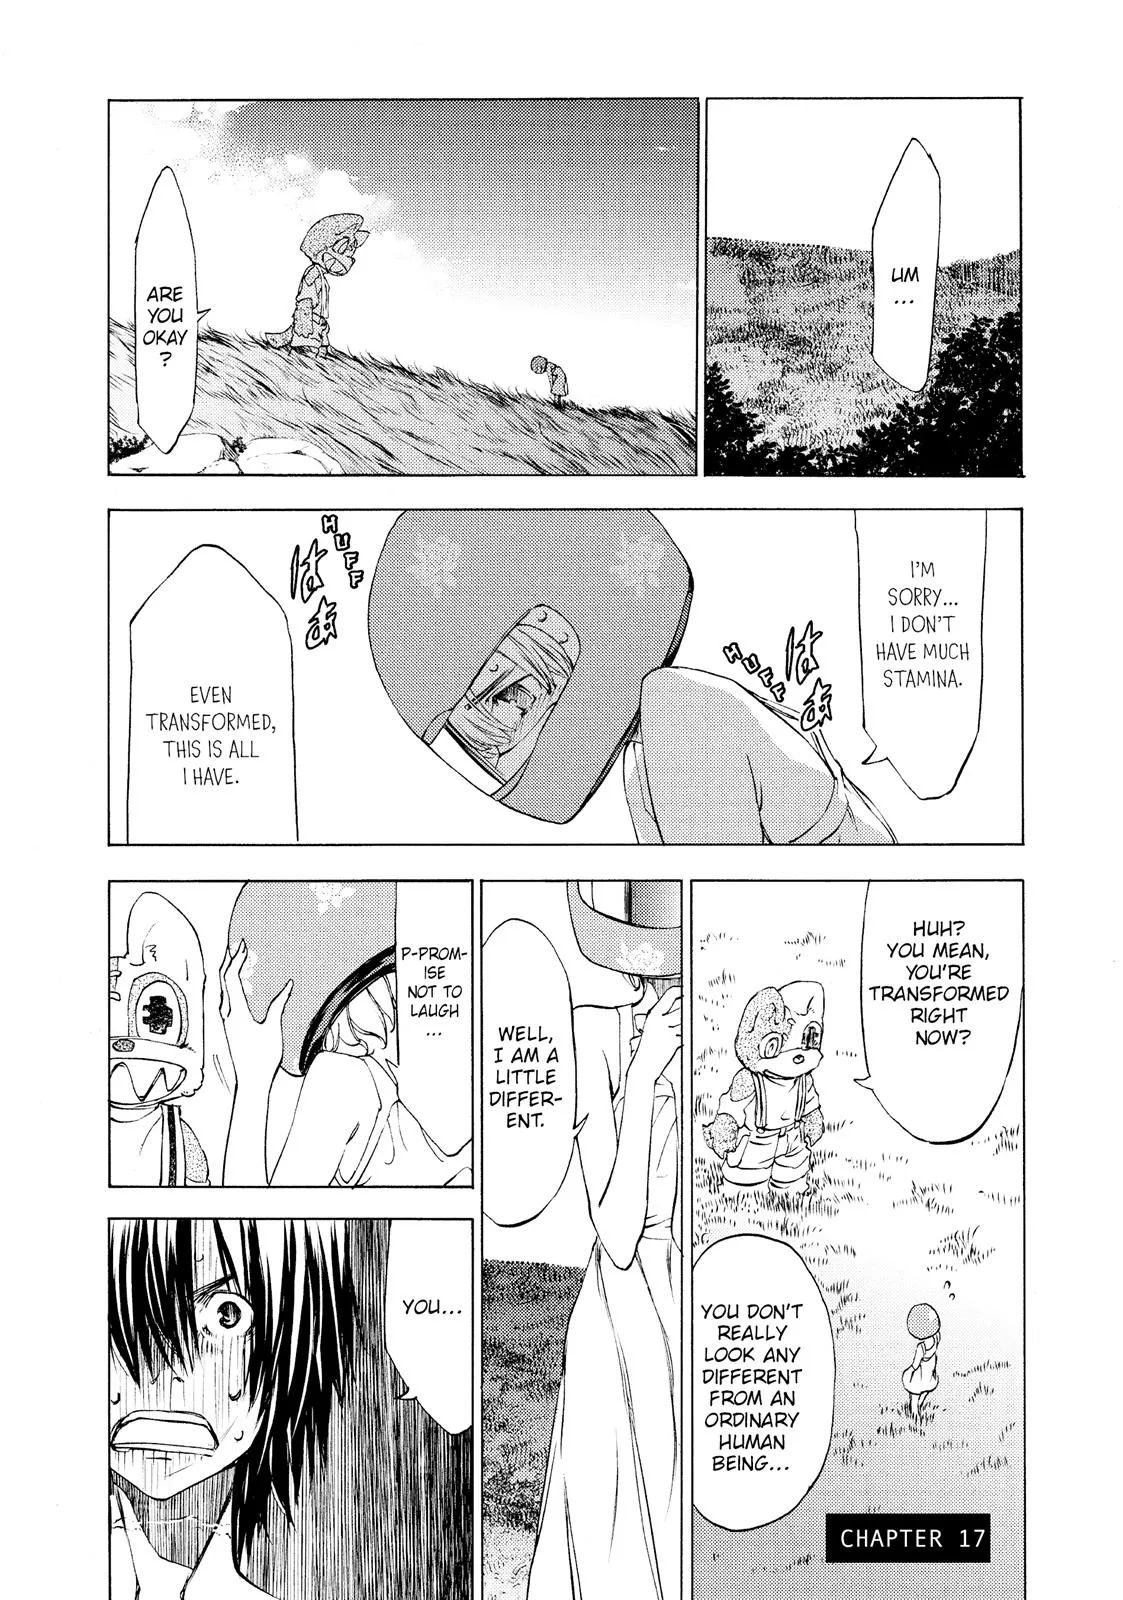 UM
...
ARE
YOU
OKAY
?
I'M
SORRY...
I DON'T
HAVE MUCH
STAMINA.
はあ
HUFF
はあ
HUFF
EVEN
TRANSFORMED,
THIS IS ALL
I HAVE.
HUH?
YOU MEAN,
YOU'RE
TRANSFORMED
RIGHT
NOW?
YOU DON'T
REALLY
LOOK ANY
DIFFERENT
FROM AN
ORDINARY
HUMAN
BEING...
WELL,
I AM A
LITTLE
DIFFER-
ENT.
P-PROM-
ISE
NOT TO
LAUGH
...
YOU...
CHAPTER 17